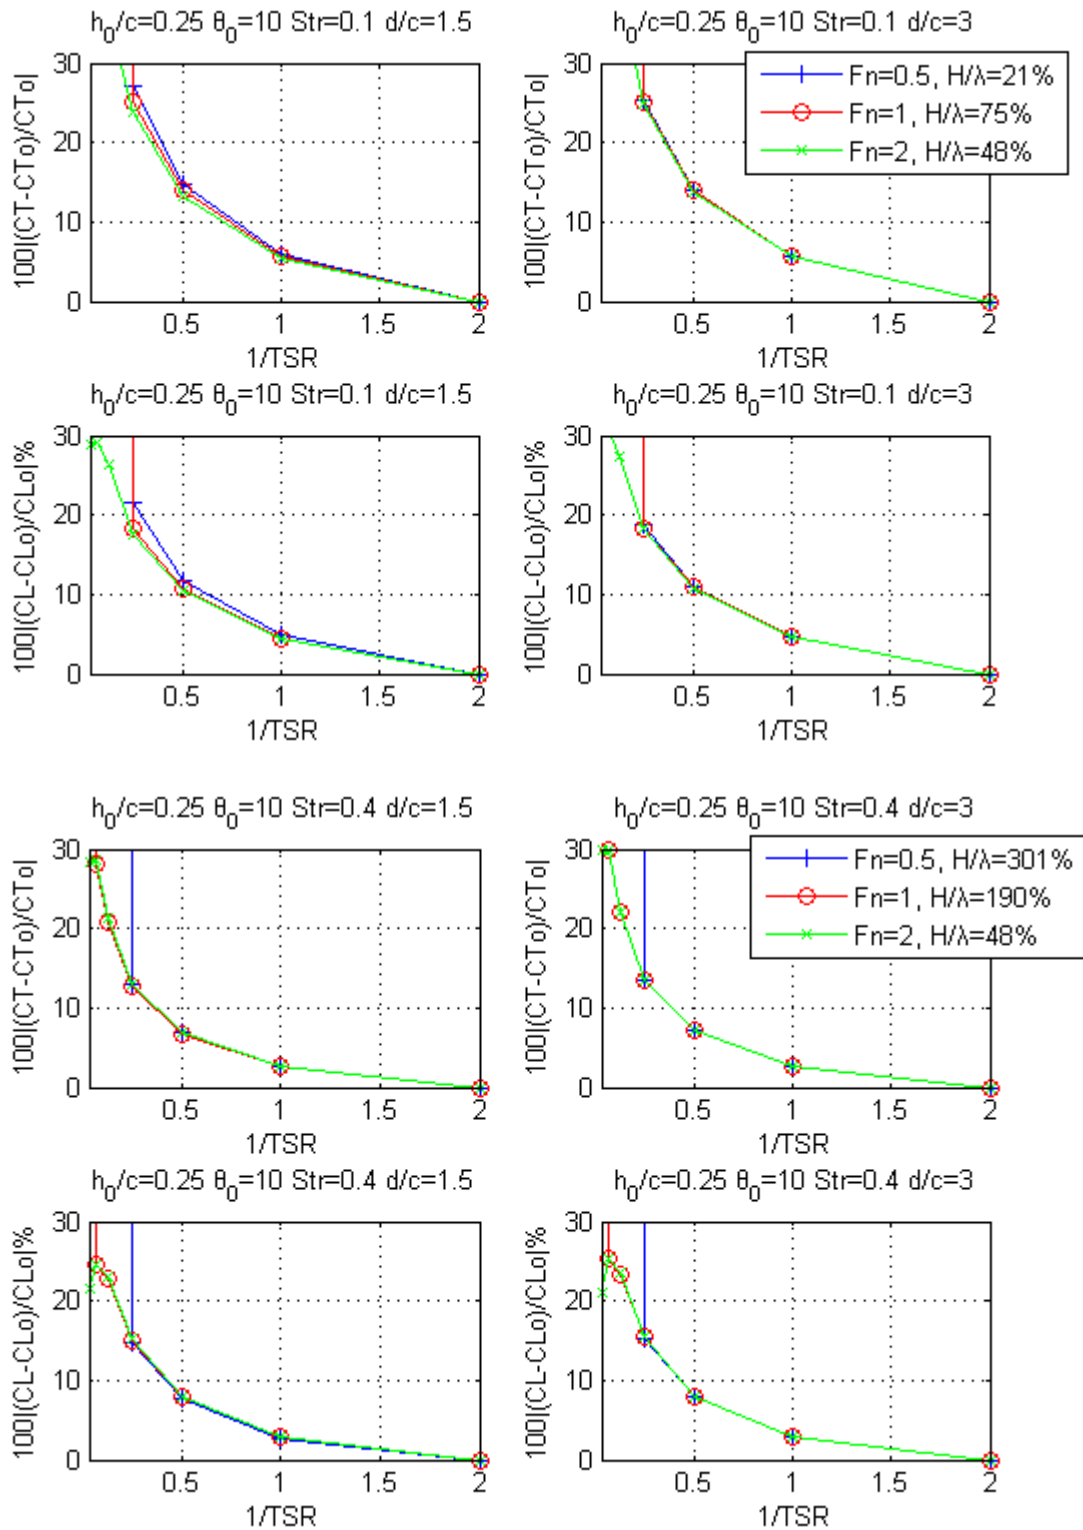 h₀/c=0.25 θ₀=10 Str=0.1 d/c=1.5
h₀/c=0.25 θ₀=10 Str=0.1 d/c=3
30
20
10
0
100|(CT-CTo)/CTo|
0.5 1 1.5 2
1/TSR
30
20
10
0
100|(CT-CTo)/CTo|
Fn=0.5, H/λ=21%
Fn=1, H/λ=75%
Fn=2, H/λ=48%
0.5 1 1.5 2
1/TSR
h₀/c=0.25 θ₀=10 Str=0.1 d/c=1.5
h₀/c=0.25 θ₀=10 Str=0.1 d/c=3
30
20
10
0
100|(CL-CLo)/CLo|%
0.5 1 1.5 2
1/TSR
30
20
10
0
100|(CL-CLo)/CLo|%
0.5 1 1.5 2
1/TSR
h₀/c=0.25 θ₀=10 Str=0.4 d/c=1.5
h₀/c=0.25 θ₀=10 Str=0.4 d/c=3
30
20
10
0
100|(CT-CTo)/CTo|
0.5 1 1.5 2
1/TSR
30
20
10
0
100|(CT-CTo)/CTo|
Fn=0.5, H/λ=301%
Fn=1, H/λ=190%
Fn=2, H/λ=48%
0.5 1 1.5 2
1/TSR
h₀/c=0.25 θ₀=10 Str=0.4 d/c=1.5
h₀/c=0.25 θ₀=10 Str=0.4 d/c=3
30
20
10
0
100|(CL-CLo)/CLo|%
0.5 1 1.5 2
1/TSR
30
20
10
0
100|(CL-CLo)/CLo|%
0.5 1 1.5 2
1/TSR